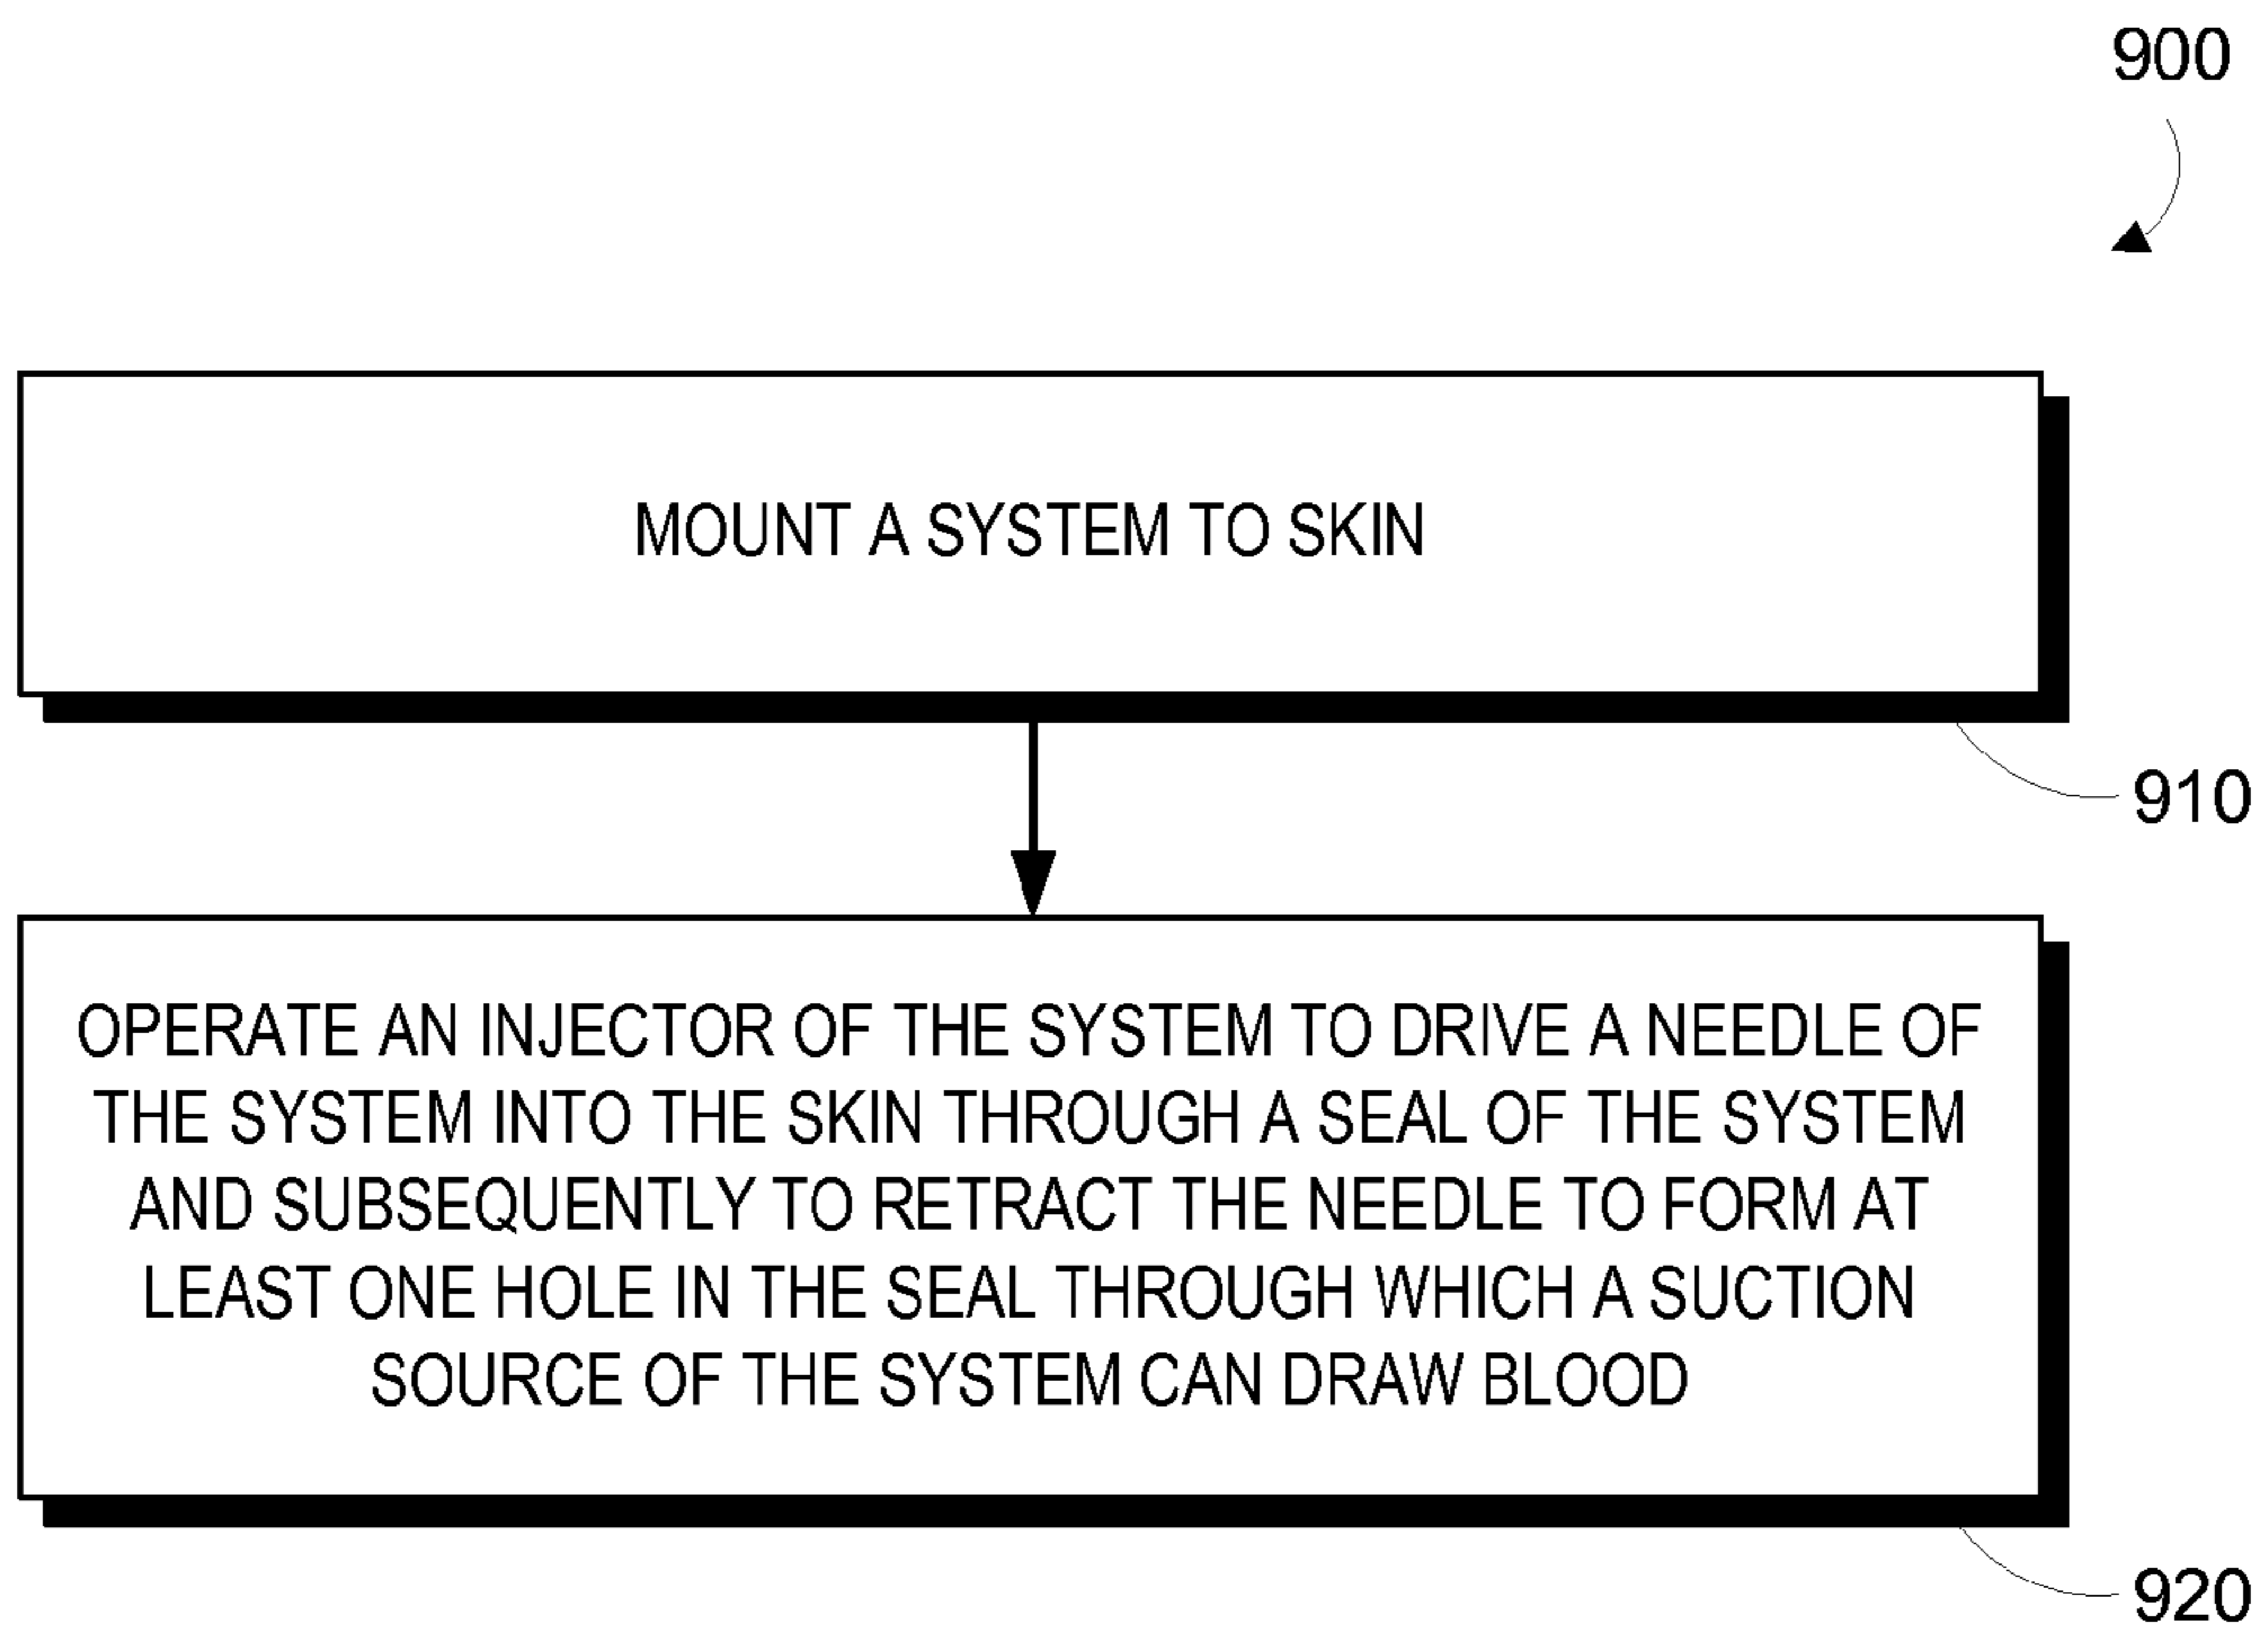 900
MOUNT A SYSTEM TO SKIN
910
OPERATE AN INJECTOR OF THE SYSTEM TO DRIVE A NEEDLE OF
THE SYSTEM INTO THE SKIN THROUGH A SEAL OF THE SYSTEM
AND SUBSEQUENTLY TO RETRACT THE NEEDLE TO FORM AT
LEAST ONE HOLE IN THE SEAL THROUGH WHICH A SUCTION
SOURCE OF THE SYSTEM CAN DRAW BLOOD
920